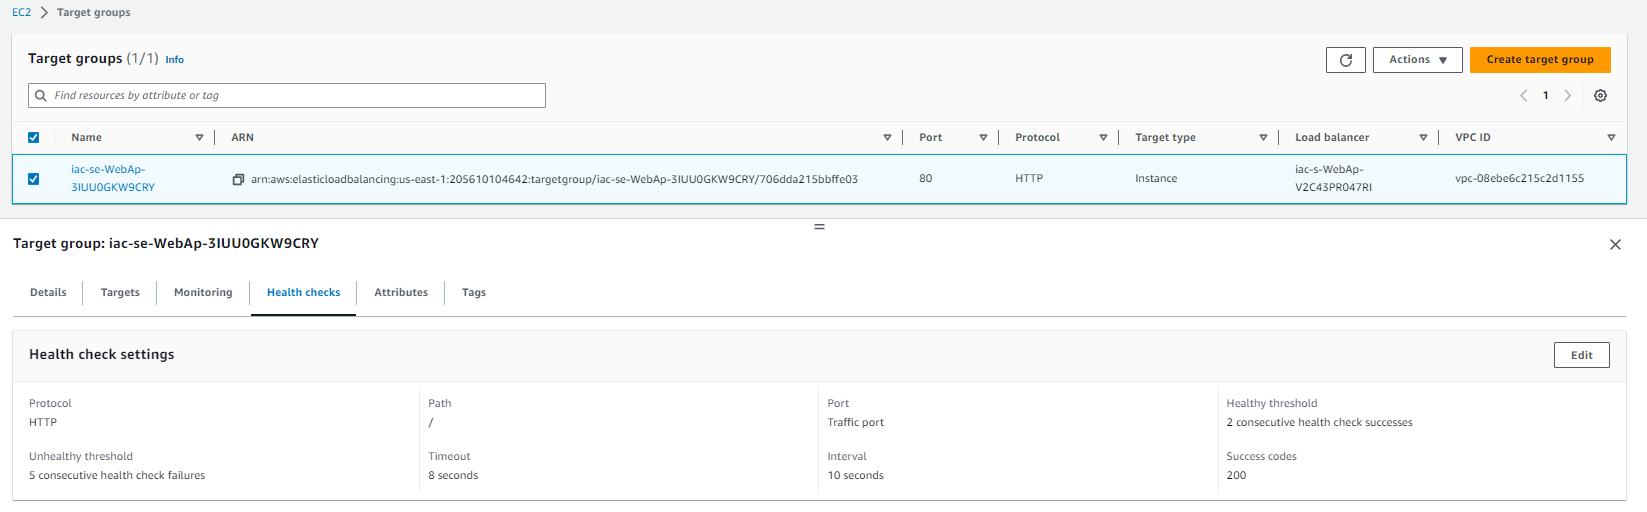 EC2 > Target groups
Target groups (1/1) Info
Actions ▼ Create target group
Find resources by attribute or tag
1
Name ARN Port Protocol Target type Load balancer VPC ID
iac-se-WebAp-3IUU0GKW9CRY arn:aws:elasticloadbalancing:us-east-1:205610104642:targetgroup/iac-se-WebAp-3IUU0GKW9CRY/706dda215bbffe03 80 HTTP Instance iac-s-WebAp-V2C43PR047RI vpc-08ebe6c215c2d1155
Target group: iac-se-WebAp-3IUU0GKW9CRY
Details Targets Monitoring Health checks Attributes Tags
Health check settings Edit
Protocol Path Port Healthy threshold
HTTP / Traffic port 2 consecutive health check successes
Unhealthy threshold Timeout Interval Success codes
5 consecutive health check failures 8 seconds 10 seconds 200